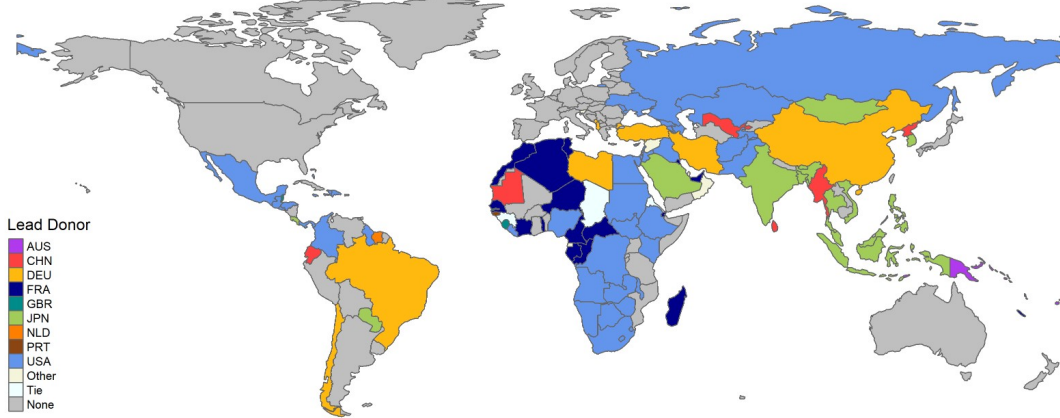 Lead Donor
AUS
CHN
DEU
FRA
GBR
JPN
NLD
PRT
USA
Other
Tie
None